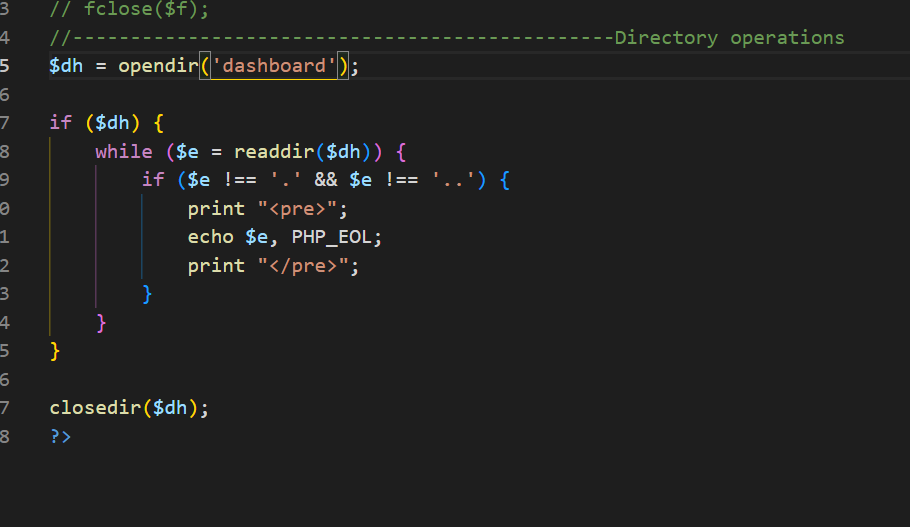 3 // fclose($f);
4 //-----------------------------------------------Directory operations
5 $dh = opendir('dashboard');
6
7 if ($dh) {
8 while ($e = readdir($dh)) {
9 if ($e !== '.' && $e !== '..') {
0 print "<pre>";
1 echo $e, PHP_EOL;
2 print "</pre>";
3 }
4 }
5 }
6
7 closedir($dh);
8 ?>